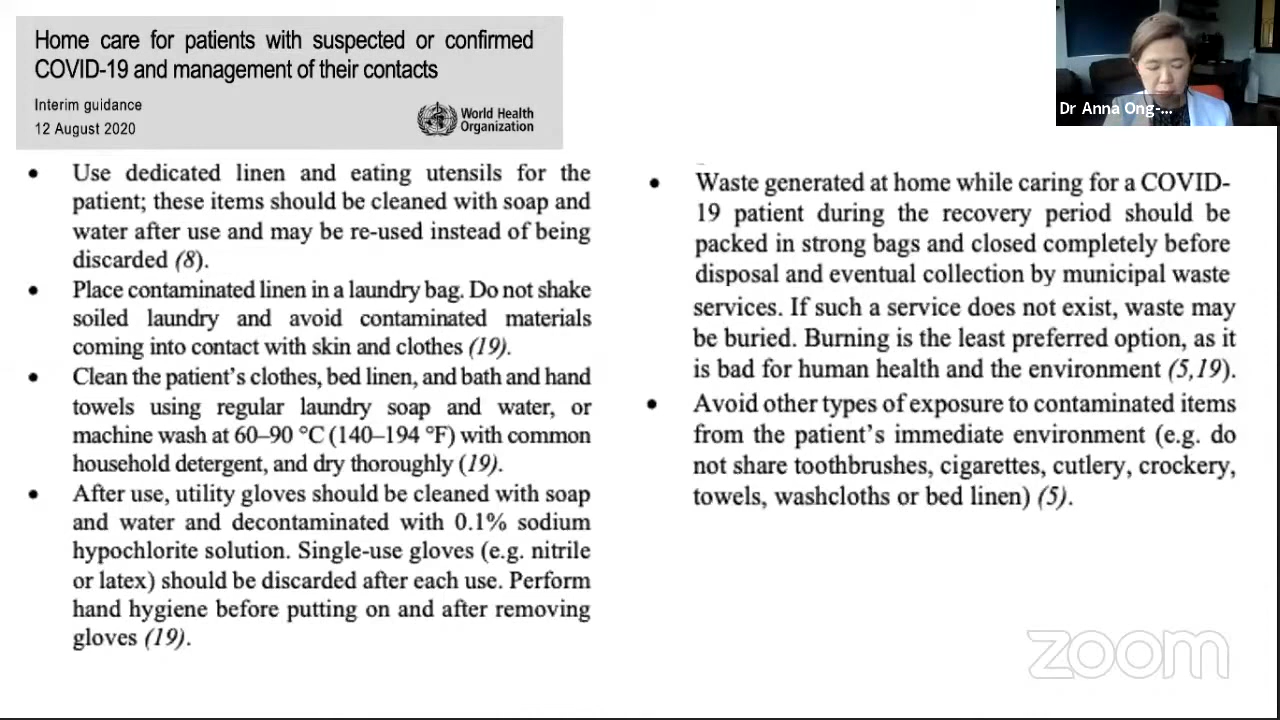 Home care for patients with suspected or confirmed
COVID-19 and management of their contacts
Interim guidance
12 August 2020
World Health
Organization
Dr Anna Ong-...
• Use dedicated linen and eating utensils for the
patient; these items should be cleaned with soap and
water after use and may be re-used instead of being
discarded (8).
• Place contaminated linen in a laundry bag. Do not shake
soiled laundry and avoid contaminated materials
coming into contact with skin and clothes (19).
• Clean the patient's clothes, bed linen, and bath and hand
towels using regular laundry soap and water, or
machine wash at 60–90 °C (140–194 °F) with common
household detergent, and dry thoroughly (19).
• After use, utility gloves should be cleaned with soap
and water and decontaminated with 0.1% sodium
hypochlorite solution. Single-use gloves (e.g. nitrile
or latex) should be discarded after each use. Perform
hand hygiene before putting on and after removing
gloves (19).
• Waste generated at home while caring for a COVID-
19 patient during the recovery period should be
packed in strong bags and closed completely before
disposal and eventual collection by municipal waste
services. If such a service does not exist, waste may
be buried. Burning is the least preferred option, as it
is bad for human health and the environment (5,19).
• Avoid other types of exposure to contaminated items
from the patient's immediate environment (e.g. do
not share toothbrushes, cigarettes, cutlery, crockery,
towels, washcloths or bed linen) (5).
zoom